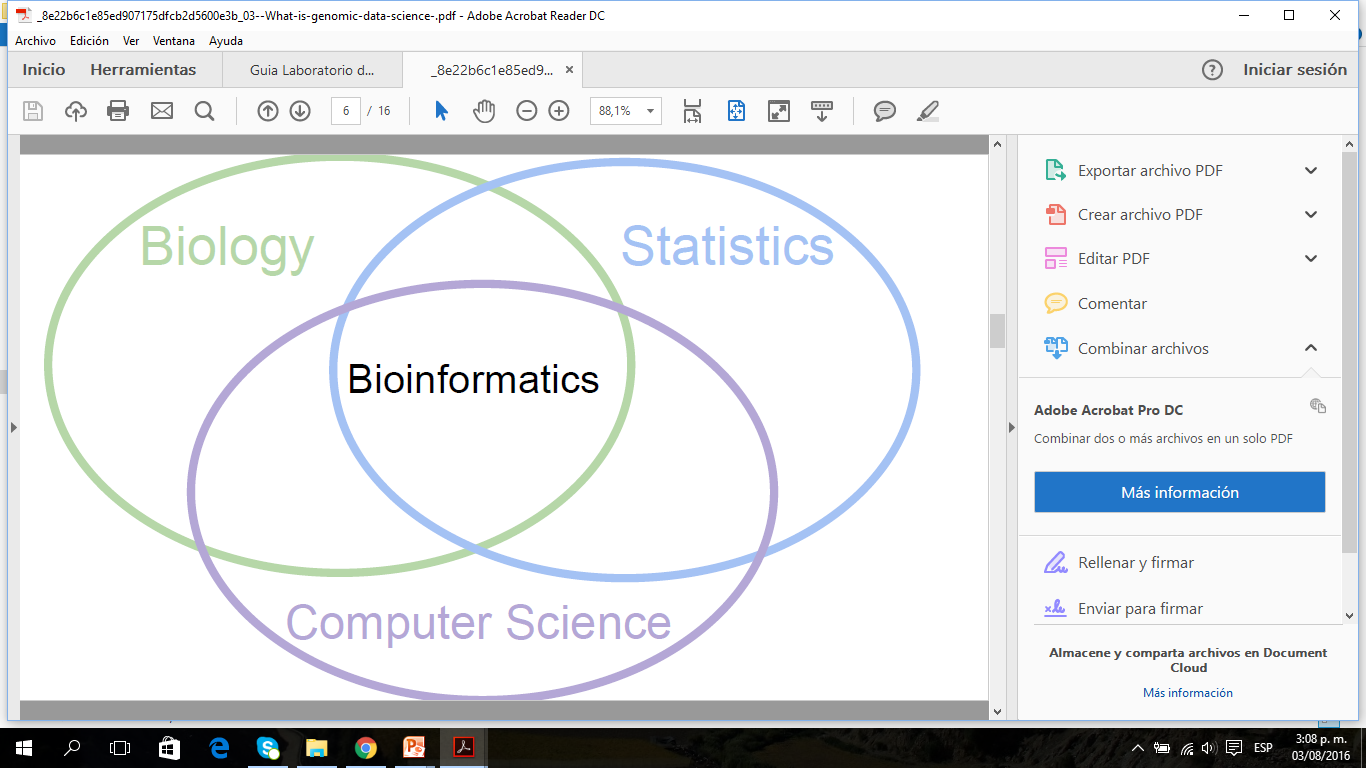 _8e22b6c1e85ed907175dfcb2d5600e3b_03--What-is-genomic-data-science-.pdf - Adobe Acrobat Reader DC
Archivo Edición Ver Ventana Ayuda
Inicio Herramientas Guia Laboratorio d... _8e22b6c1e85ed9... × Iniciar sesión
6 / 16 88,1%
Biology
Statistics
Bioinformatics
Computer Science
Exportar archivo PDF
Crear archivo PDF
Editar PDF
Comentar
Combinar archivos
Adobe Acrobat Pro DC
Combinar dos o más archivos en un solo PDF
Más información
Rellenar y firmar
Enviar para firmar
Almacene y comparta archivos en Document
Cloud
Más información
ESP
3:08 p. m.
03/08/2016